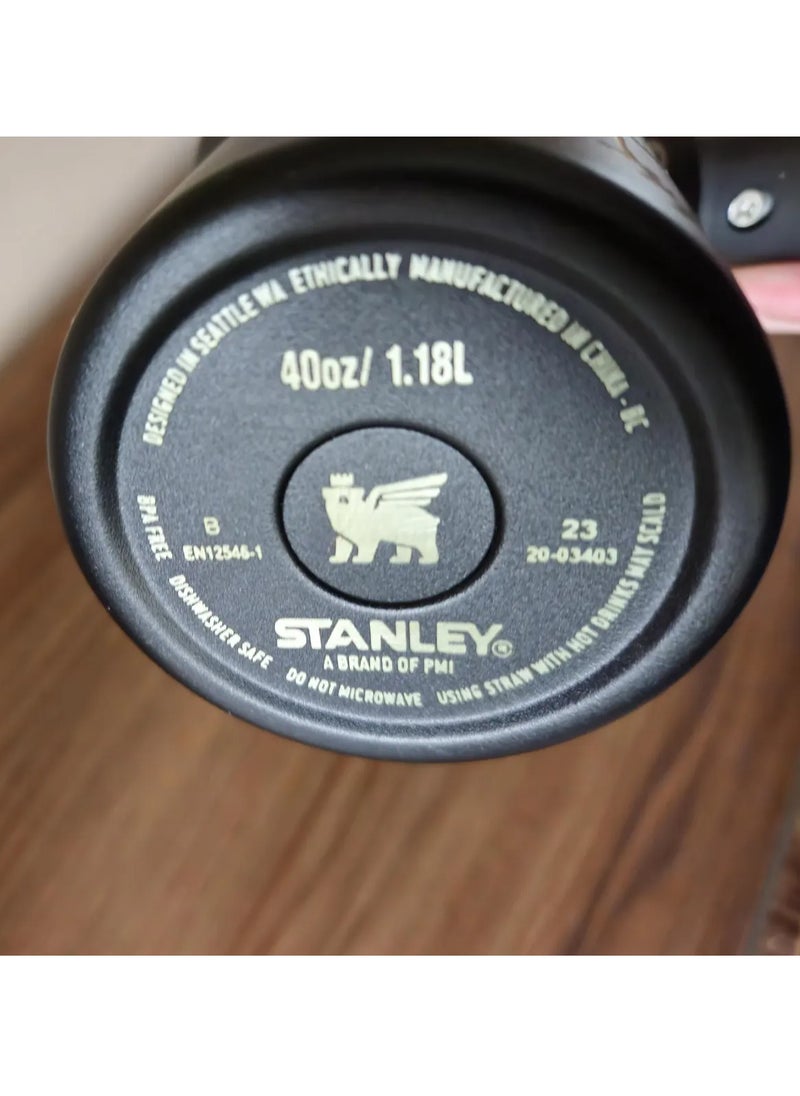 DESIGNED IN SEATTLE WA ETHICALLY MANUFACTURED IN CHINA - BC
40oz/ 1.18L
B
EN12546-1
23
20-03403
STANLEY®
A BRAND OF PMI
BPA FREE DISHWASHER SAFE DO NOT MICROWAVE USING STRAW WITH HOT DRINKS MAY SCALD